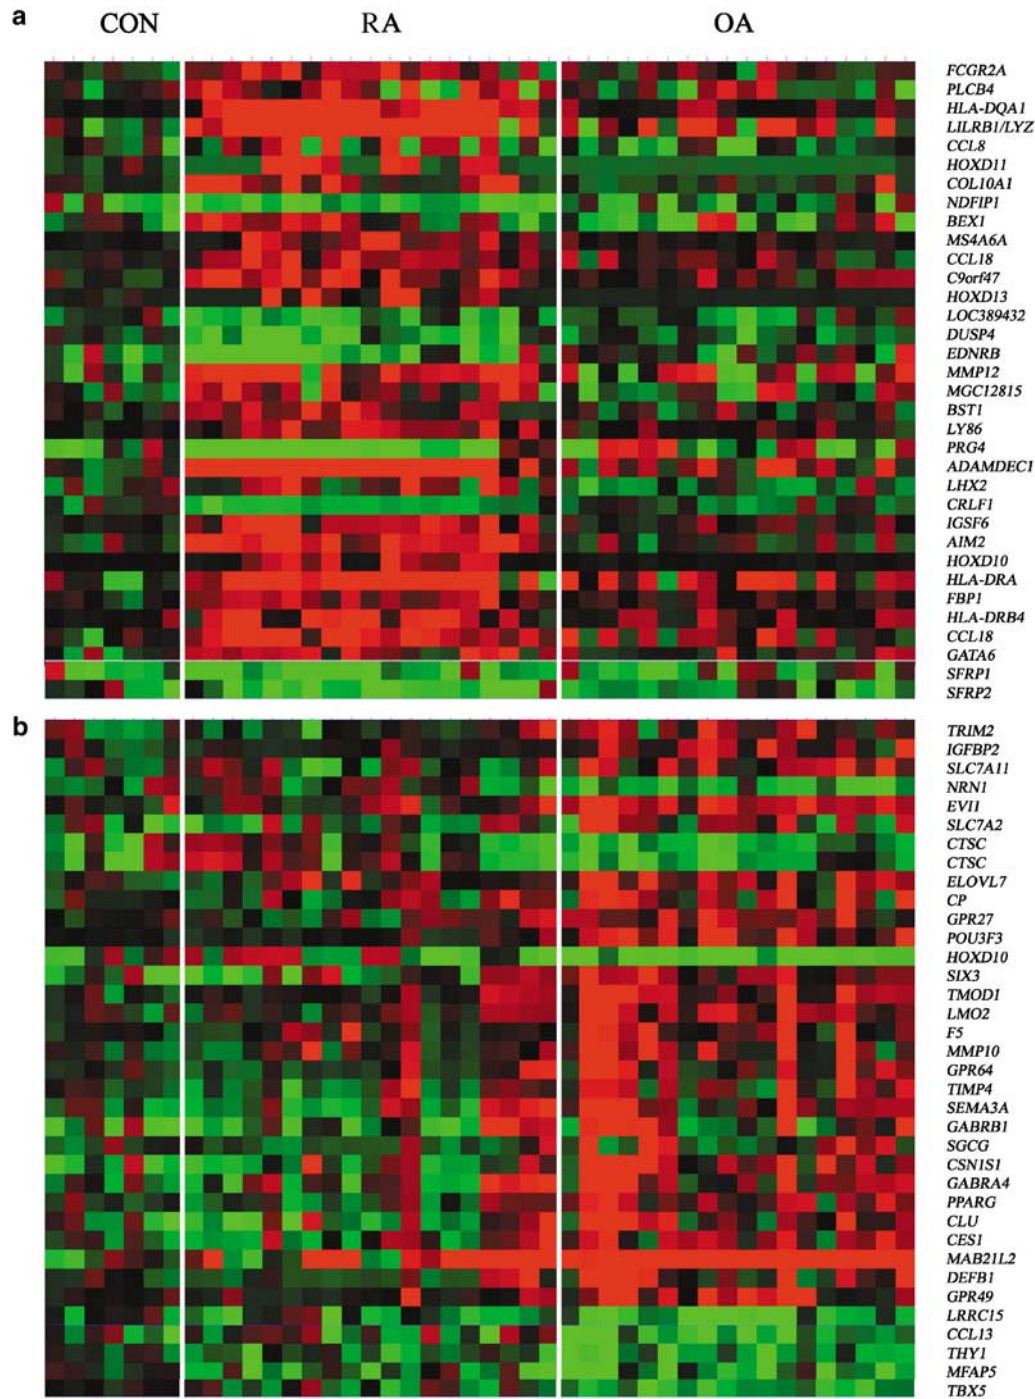 a
CON RA OA
FCGR2A
PLCB4
HLA-DQA1
LILRB1/LYZ
CCL8
HOXD11
COL10A1
NDFIP1
BEX1
MS4A6A
CCL18
C9orf47
HOXD13
LOC389432
DUSP4
EDNRB
MMP12
MGC12815
BST1
LY86
PRG4
ADAMDEC1
LHX2
CRLF1
IGSF6
AIM2
HOXD10
HLA-DRA
FBP1
HLA-DRB4
CCL18
GATA6
SFRP1
SFRP2
b
TRIM2
IGFBP2
SLC7A11
NRN1
EVI1
SLC7A2
CTSC
CTSC
ELOVL7
CP
GPR27
POU3F3
HOXD10
SIX3
TMOD1
LMO2
F5
MMP10
GPR64
TIMP4
SEMA3A
GABRB1
SGCG
CSN1S1
GABRA4
PPARG
CLU
CES1
MAB21L2
DEFB1
GPR49
LRRC15
CCL13
THY1
MFAP5
TBX5